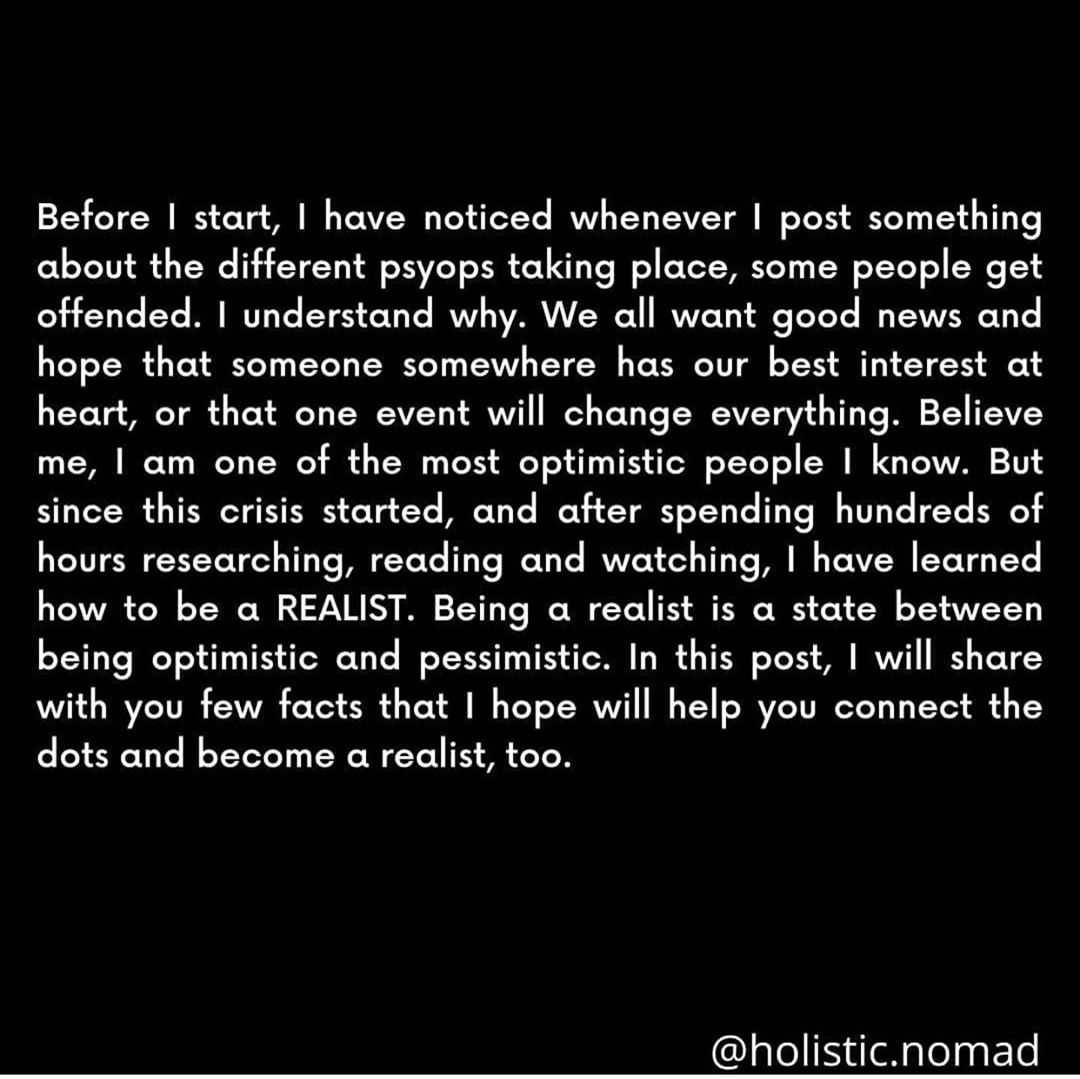 Before I start, I have noticed whenever I post something
about the different psyops taking place, some people get
offended. I understand why. We all want good news and
hope that someone somewhere has our best interest at
heart, or that one event will change everything. Believe
me, I am one of the most optimistic people I know. But
since this crisis started, and after spending hundreds of
hours researching, reading and watching, I have learned
how to be a REALIST. Being a realist is a state between
being optimistic and pessimistic. In this post, I will share
with you few facts that I hope will help you connect the
dots and become a realist, too.
@holistic.nomad